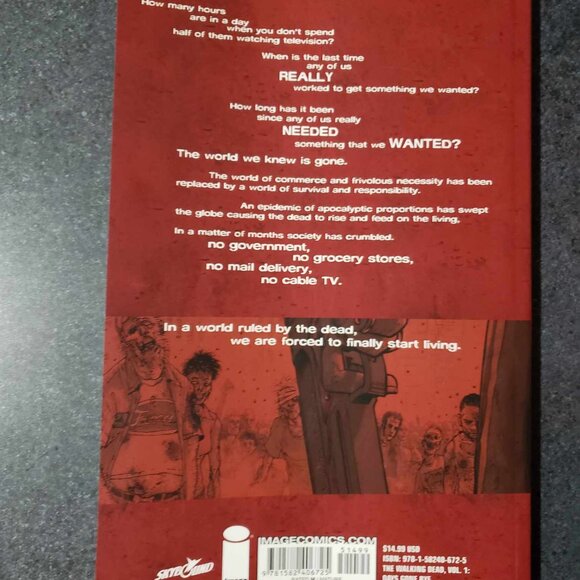 How many hours
are in a day
when you don't spend
half of them watching television?
When is the last time
any of us
REALLY
worked to get something we wanted?
How long has it been
since any of us really
NEEDED
something that we WANTED?
The world we knew is gone.
The world of commerce and frivolous necessity has been
replaced by a world of survival and responsibility.
An epidemic of apocalyptic proportions has swept
the globe causing the dead to rise and feed on the living,
In a matter of months society has crumbled.
no government,
no grocery stores,
no mail delivery,
no cable TV.
In a world ruled by the dead,
we are forced to finally start living.
SKYBOUND
IMAGECOMICS.COM
51499
9781582406725
$14.99 USD
ISBN: 978-1-58240-672-5
THE WALKING DEAD, VOL. 1: